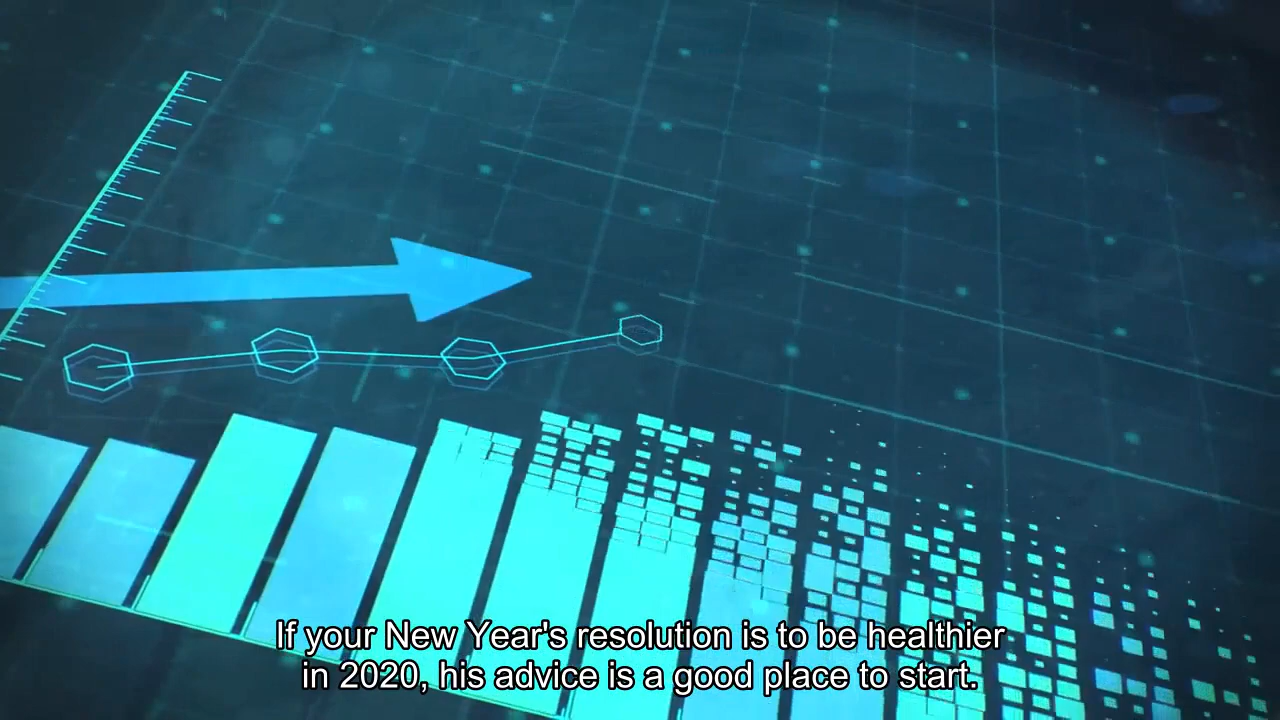 If your New Year's resolution is to be healthier
in 2020, his advice is a good place to start.